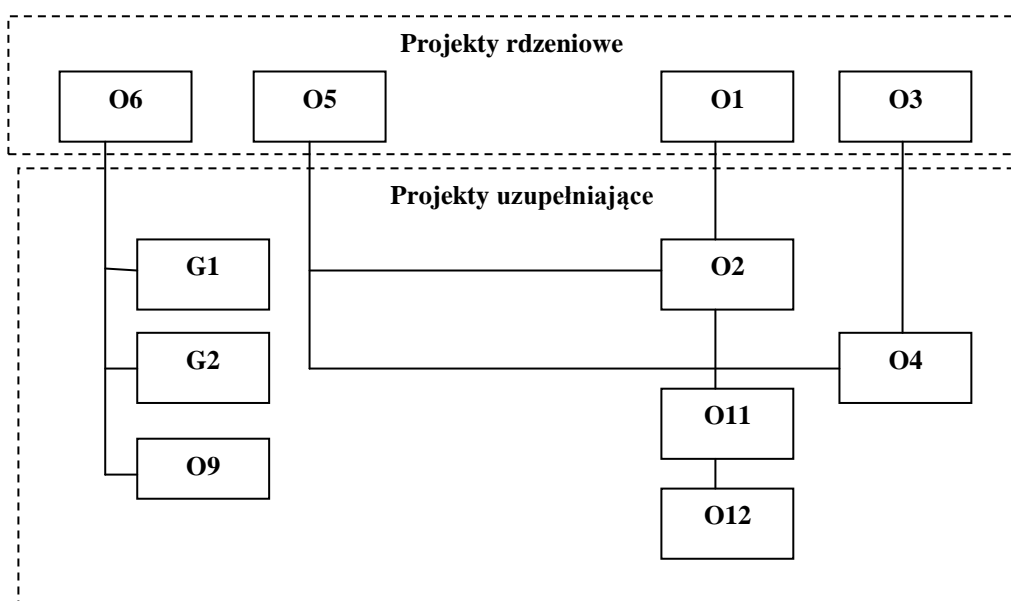 Projekty rdzeniowe
O6 O5 O1 O3
Projekty uzupełniające
G1 O2
G2 O4
O11
O9
O12